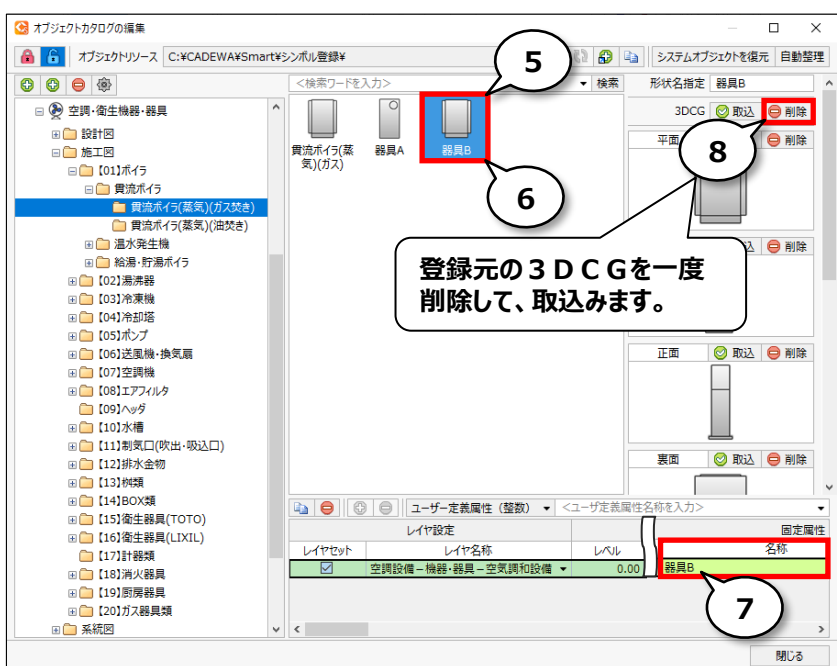 オブジェクトカタログの編集
オブジェクトリソース C:¥CADEWA¥Smart¥シンボル登録¥ システムオブジェクトを復元 自動整理
<検索ワードを入力> 検索 形状名指定 器具B
5
空調・衛生機器・器具
設計図
施工図
【01】ボイラ
貫流ボイラ
貫流ボイラ(蒸気)(ガス焚き)
貫流ボイラ(蒸気)(油焚き)
温水発生機
給湯・貯湯ボイラ
【02】湯沸器
【03】冷凍機
【04】冷却塔
【05】ポンプ
【06】送風機・換気扇
【07】空調機
【08】エアフィルタ
【09】ヘッダ
【10】水槽
【11】制気口(吹出・吸込口)
【12】排水金物
【13】桝類
【14】BOX類
【15】衛生器具(TOTO)
【16】衛生器具(LIXIL)
【17】計器類
【18】消火器具
【19】厨房器具
【20】ガス器具類
系統図
貫流ボイラ(蒸
気)(ガス)
器具A
器具B
6
3DCG 取込 削除
8
平面 削除
込 削除
登録元の３ＤＣＧを一度
削除して、取込みます。
正面 取込 削除
裏面 取込 削除
ユーザー定義属性（整数） <ユーザ定義属性名称を入力>
レイヤ設定 固定属性
レイヤセット レイヤ名称 レベル 名称
空調設備－機器・器具－空気調和設備 0.00 器具B
7
閉じる